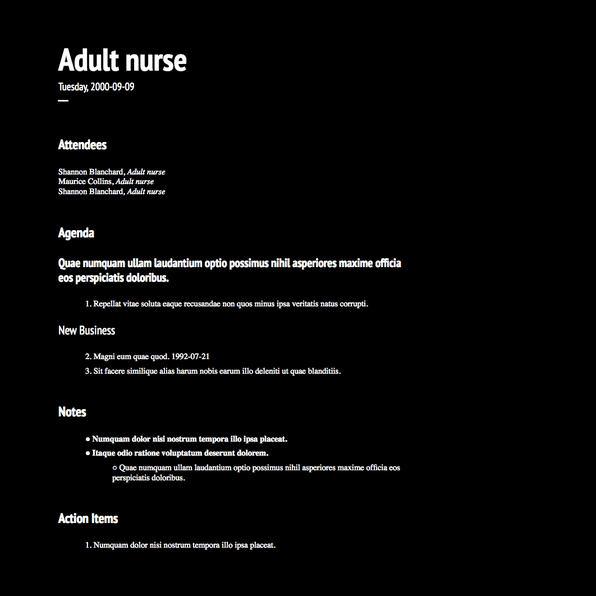 Adult nurse
Tuesday, 2000-09-09
—
Attendees
Shannon Blanchard, Adult nurse
Maurice Collins, Adult nurse
Shannon Blanchard, Adult nurse
Agenda
Quae numquam ullam laudantium optio possimus nihil asperiores maxime officia
eos perspiciatis doloribus.
1. Repellat vitae soluta eaque recusandae non quos minus ipsa veritatis natus corrupti.
New Business
2. Magni eum quae quod. 1992-07-21
3. Sit facere similique alias harum nobis earum illo deleniti ut quae blanditiis.
Notes
● Numquam dolor nisi nostrum tempora illo ipsa placeat.
● Itaque odio ratione voluptatum deserunt dolorem.
○ Quae numquam ullam laudantium optio possimus nihil asperiores maxime officia eos
perspiciatis doloribus.
Action Items
1. Numquam dolor nisi nostrum tempora illo ipsa placeat.